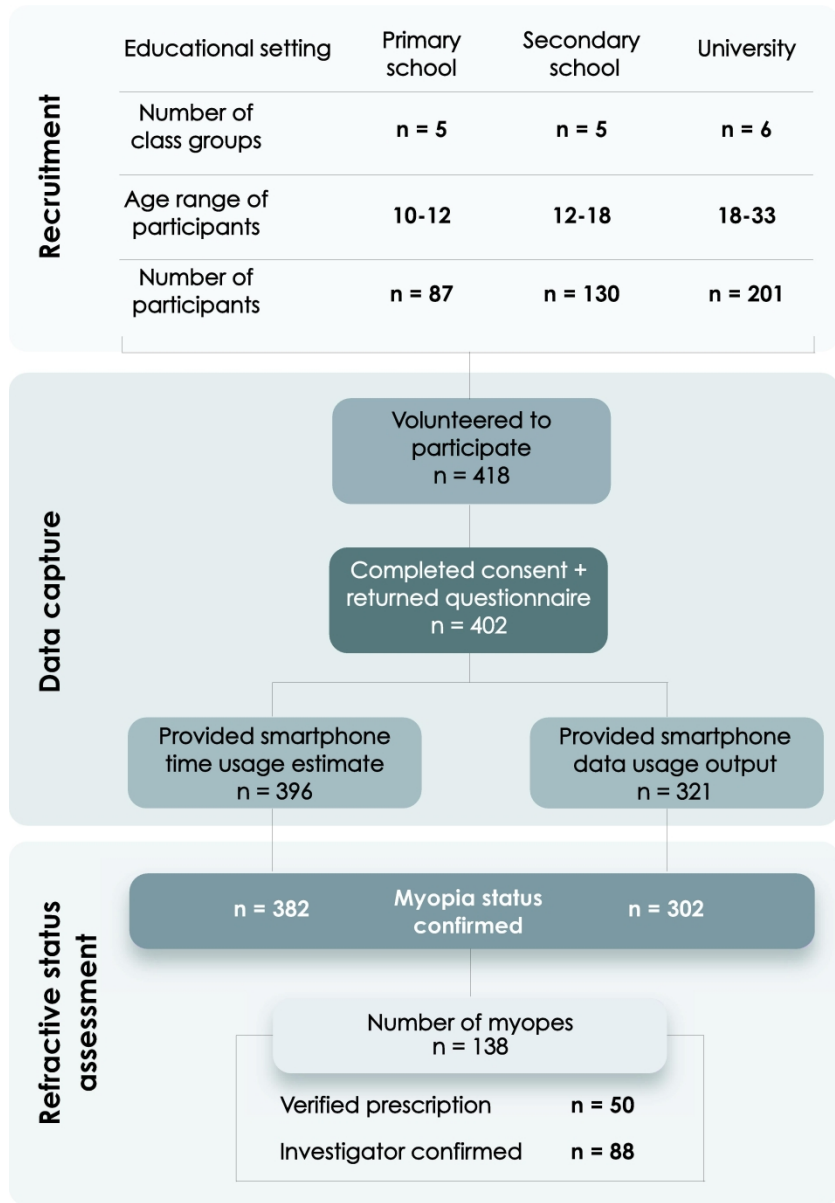 Recruitment
Educational setting
Primary
school
Secondary
school
University
Number of
class groups
n = 5
n = 5
n = 6
Age range of
participants
10-12
12-18
18-33
Number of
participants
n = 87
n = 130
n = 201
Data capture
Volunteered to
participate
n = 418
Completed consent +
returned questionnaire
n = 402
Provided smartphone
time usage estimate
n = 396
Provided smartphone
data usage output
n = 321
Refractive status
assessment
n = 382
Myopia status
confirmed
n = 302
Number of myopes
n = 138
Verified prescription
n = 50
Investigator confirmed
n = 88